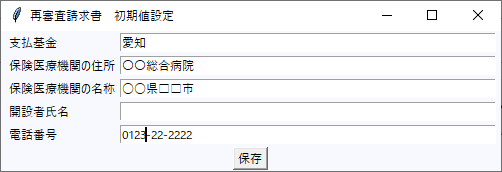 再審査請求書　初期値設定
支払基金 愛知
保険医療機関の住所 〇〇総合病院
保険医療機関の名称 〇〇県□□市
開設者氏名
電話番号 0123-22-2222
保存